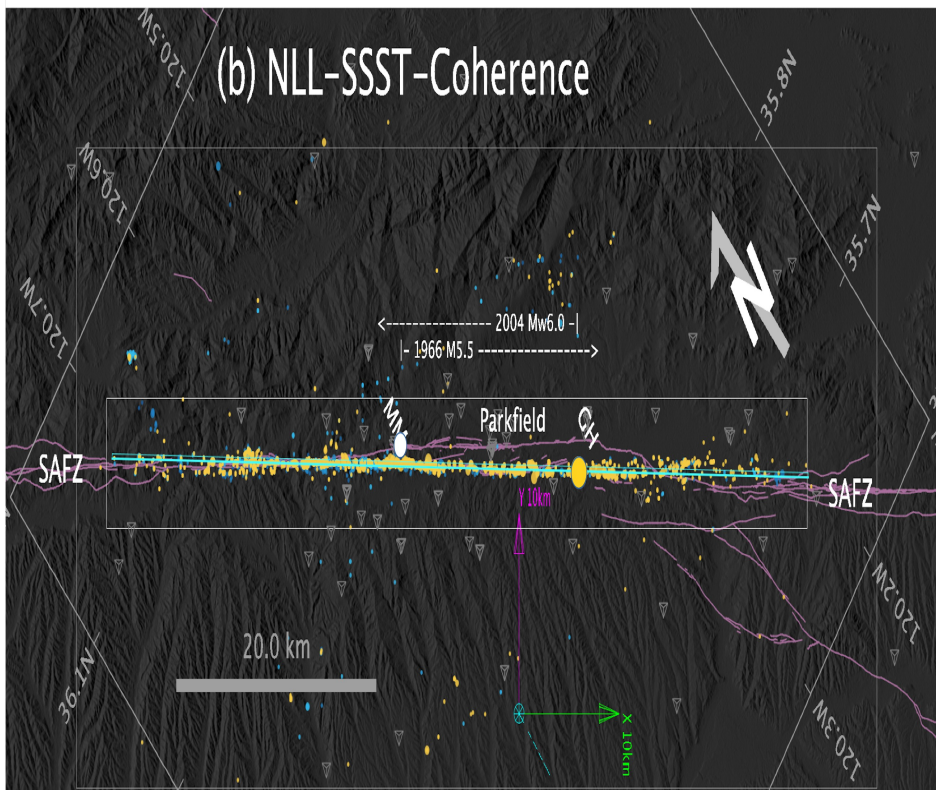 120.5W
(b) NLL-SSST-Coherence
35.8N
120.6W
35.7N
120.7W
<------------- 2004 Mw6.0 -|
|- 1966 M5.5 -------------->
MM
Parkfield
GH
SAFZ
SAFZ
Y 10km
120.2W
20.0 km
36.1N
X 10km
120.3W